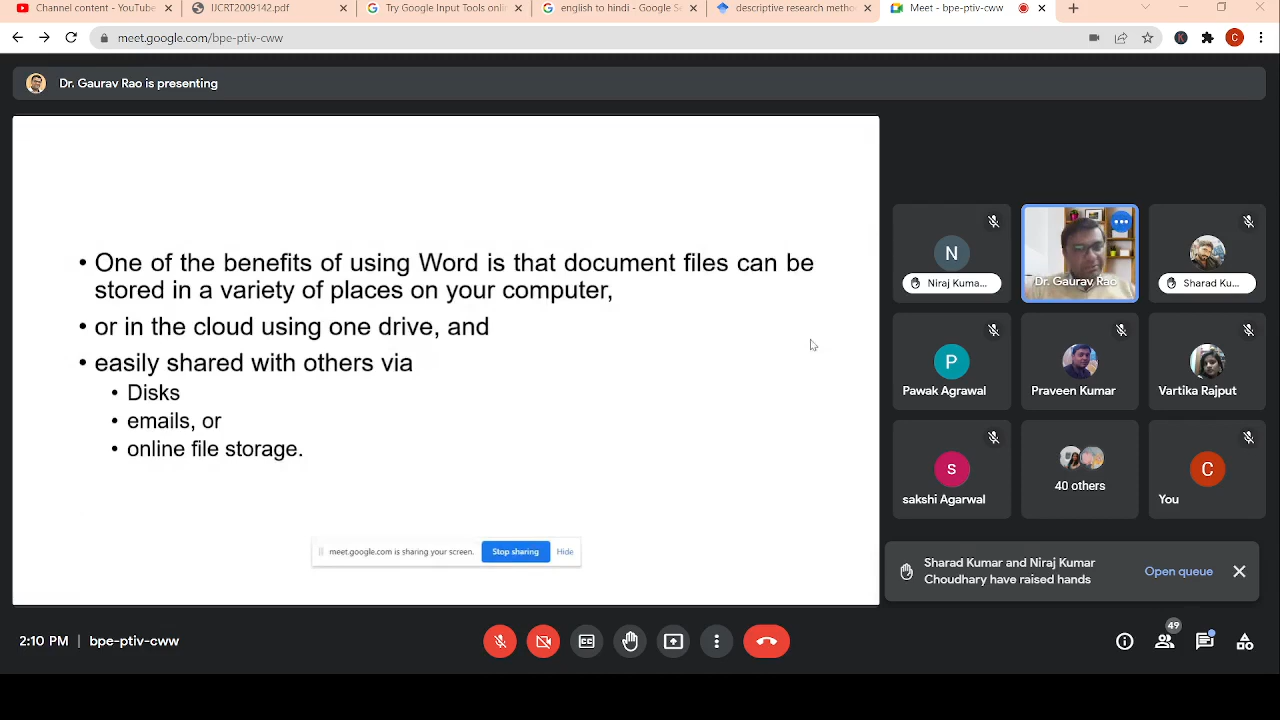 Channel content - YouTube
IJCRT2009142.pdf
Try Google Input Tools onli
english to hindi - Google Se
descriptive research metho
Meet - bpe-ptiv-cww
meet.google.com/bpe-ptiv-cww
K
C
Dr. Gaurav Rao is presenting
• One of the benefits of using Word is that document files can be
stored in a variety of places on your computer,
• or in the cloud using one drive, and
• easily shared with others via
• Disks
• emails, or
• online file storage.
meet.google.com is sharing your screen.
Stop sharing
Hide
N
Niraj Kuma...
Dr. Gaurav Rao
Sharad Ku...
P
Pawak Agrawal
Praveen Kumar
Vartika Rajput
s
sakshi Agarwal
40 others
C
You
Sharad Kumar and Niraj Kumar
Choudhary have raised hands
Open queue
2:10 PM | bpe-ptiv-cww
49